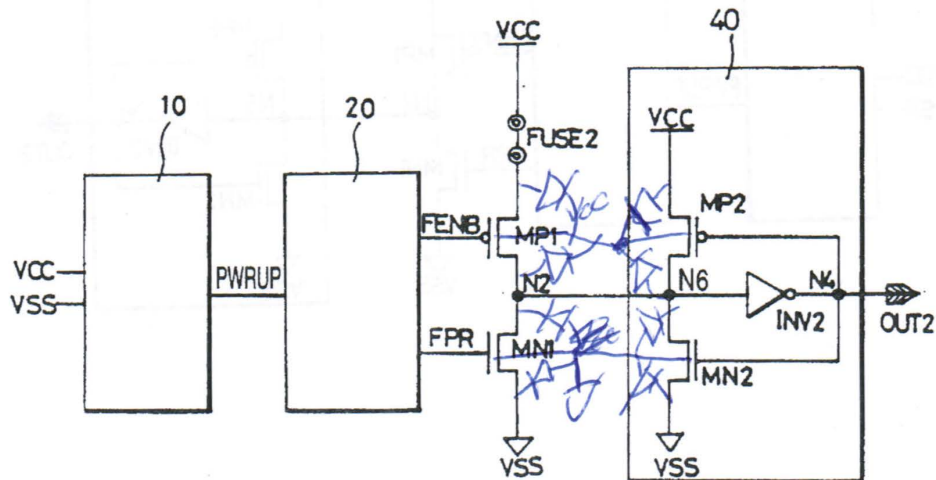 VCC
40
10
20
VCC
FUSE2
FENB
MP1
VCC
MP2
VCC
VSS
PWRUP
N2
N6
N4
INV2
OUT2
FPR
MN1
MN2
VSS
VSS